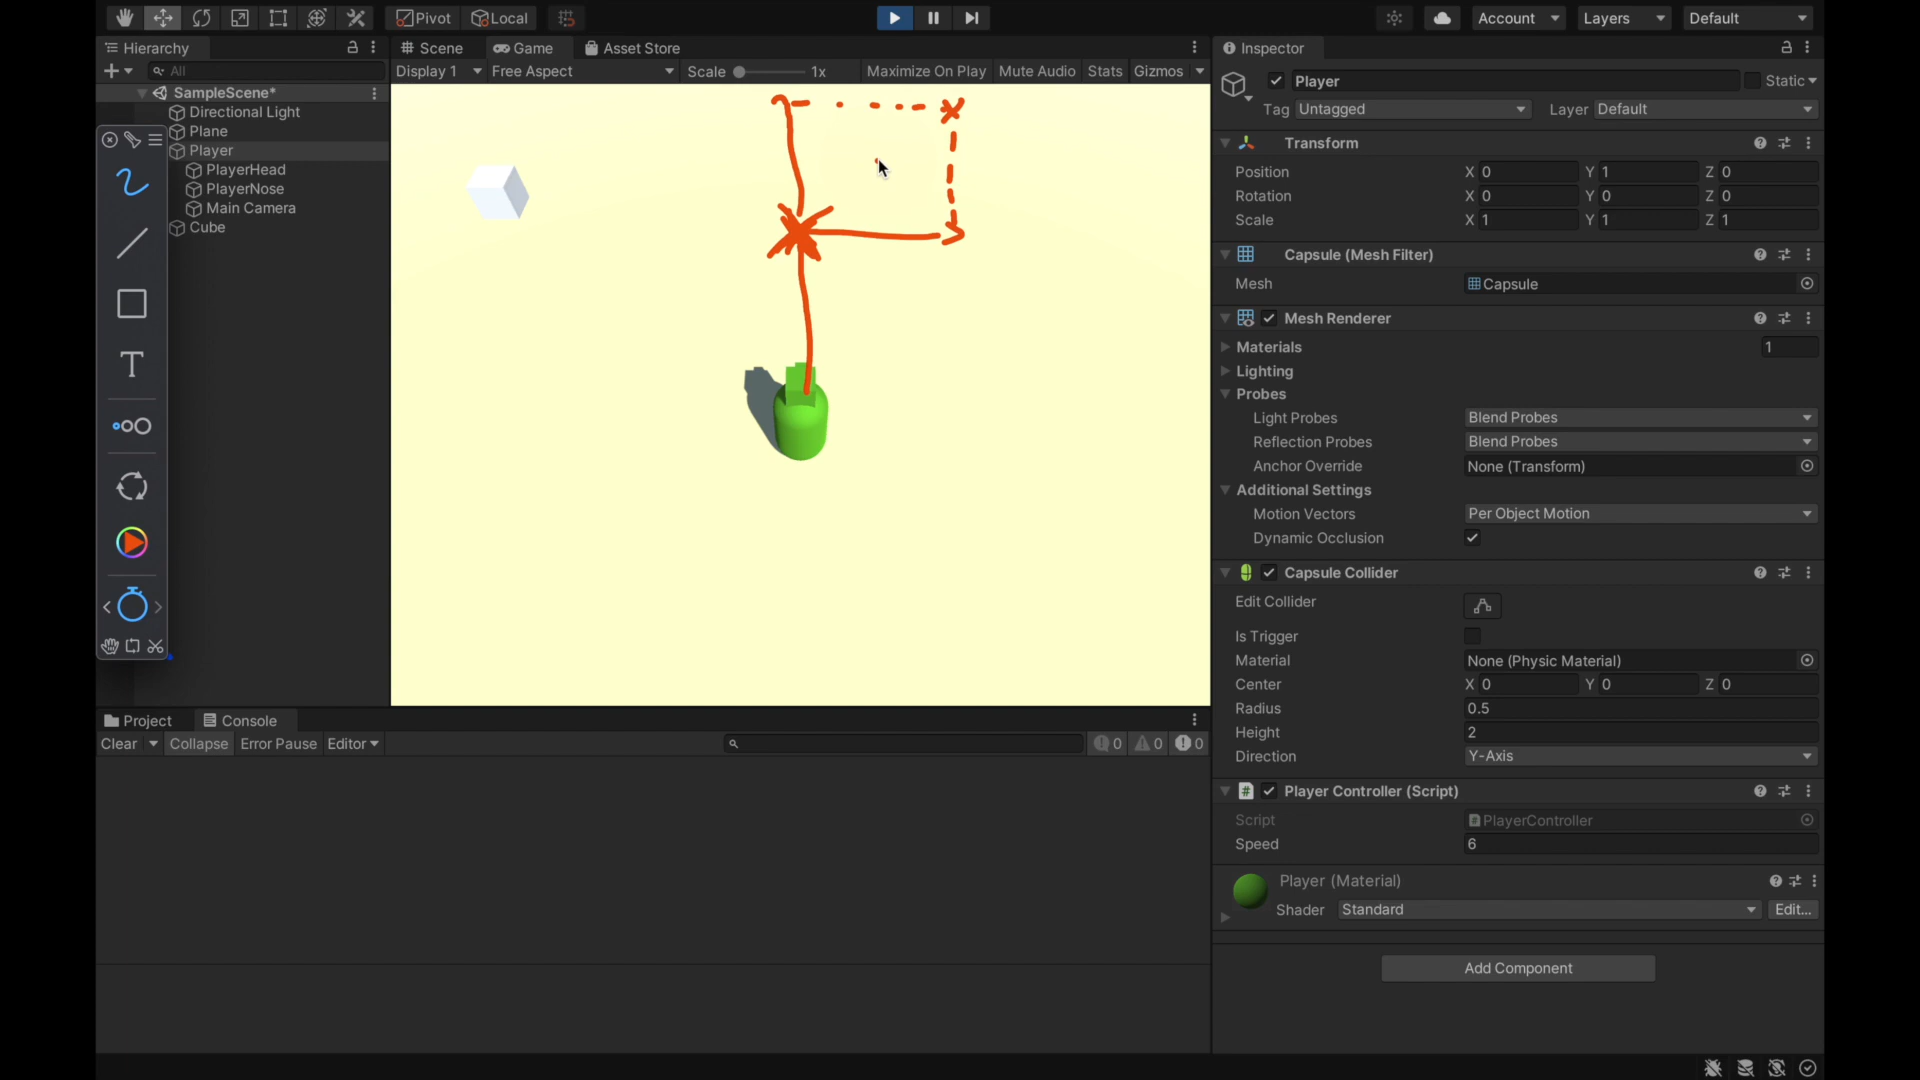 Pivot Local Account Layers Default
Hierarchy Scene Game Asset Store Inspector
All Display 1 Free Aspect Scale 1x Maximize On Play Mute Audio Stats Gizmos
SampleScene*
Directional Light
Plane
Player
PlayerHead
PlayerNose
Main Camera
Cube
T
Player Static
Tag Untagged Layer Default
Transform
Position X 0 Y 1 Z 0
Rotation X 0 Y 0 Z 0
Scale X 1 Y 1 Z 1
Capsule (Mesh Filter)
Mesh Capsule
Mesh Renderer
Materials 1
Lighting
Probes
Light Probes Blend Probes
Reflection Probes Blend Probes
Anchor Override None (Transform)
Additional Settings
Motion Vectors Per Object Motion
Dynamic Occlusion
Capsule Collider
Edit Collider
Is Trigger
Material None (Physic Material)
Center X 0 Y 0 Z 0
Radius 0.5
Height 2
Direction Y-Axis
Player Controller (Script)
Script PlayerController
Speed 6
Player (Material)
Shader Standard Edit...
Add Component
Project Console
Clear Collapse Error Pause Editor 0 0 0